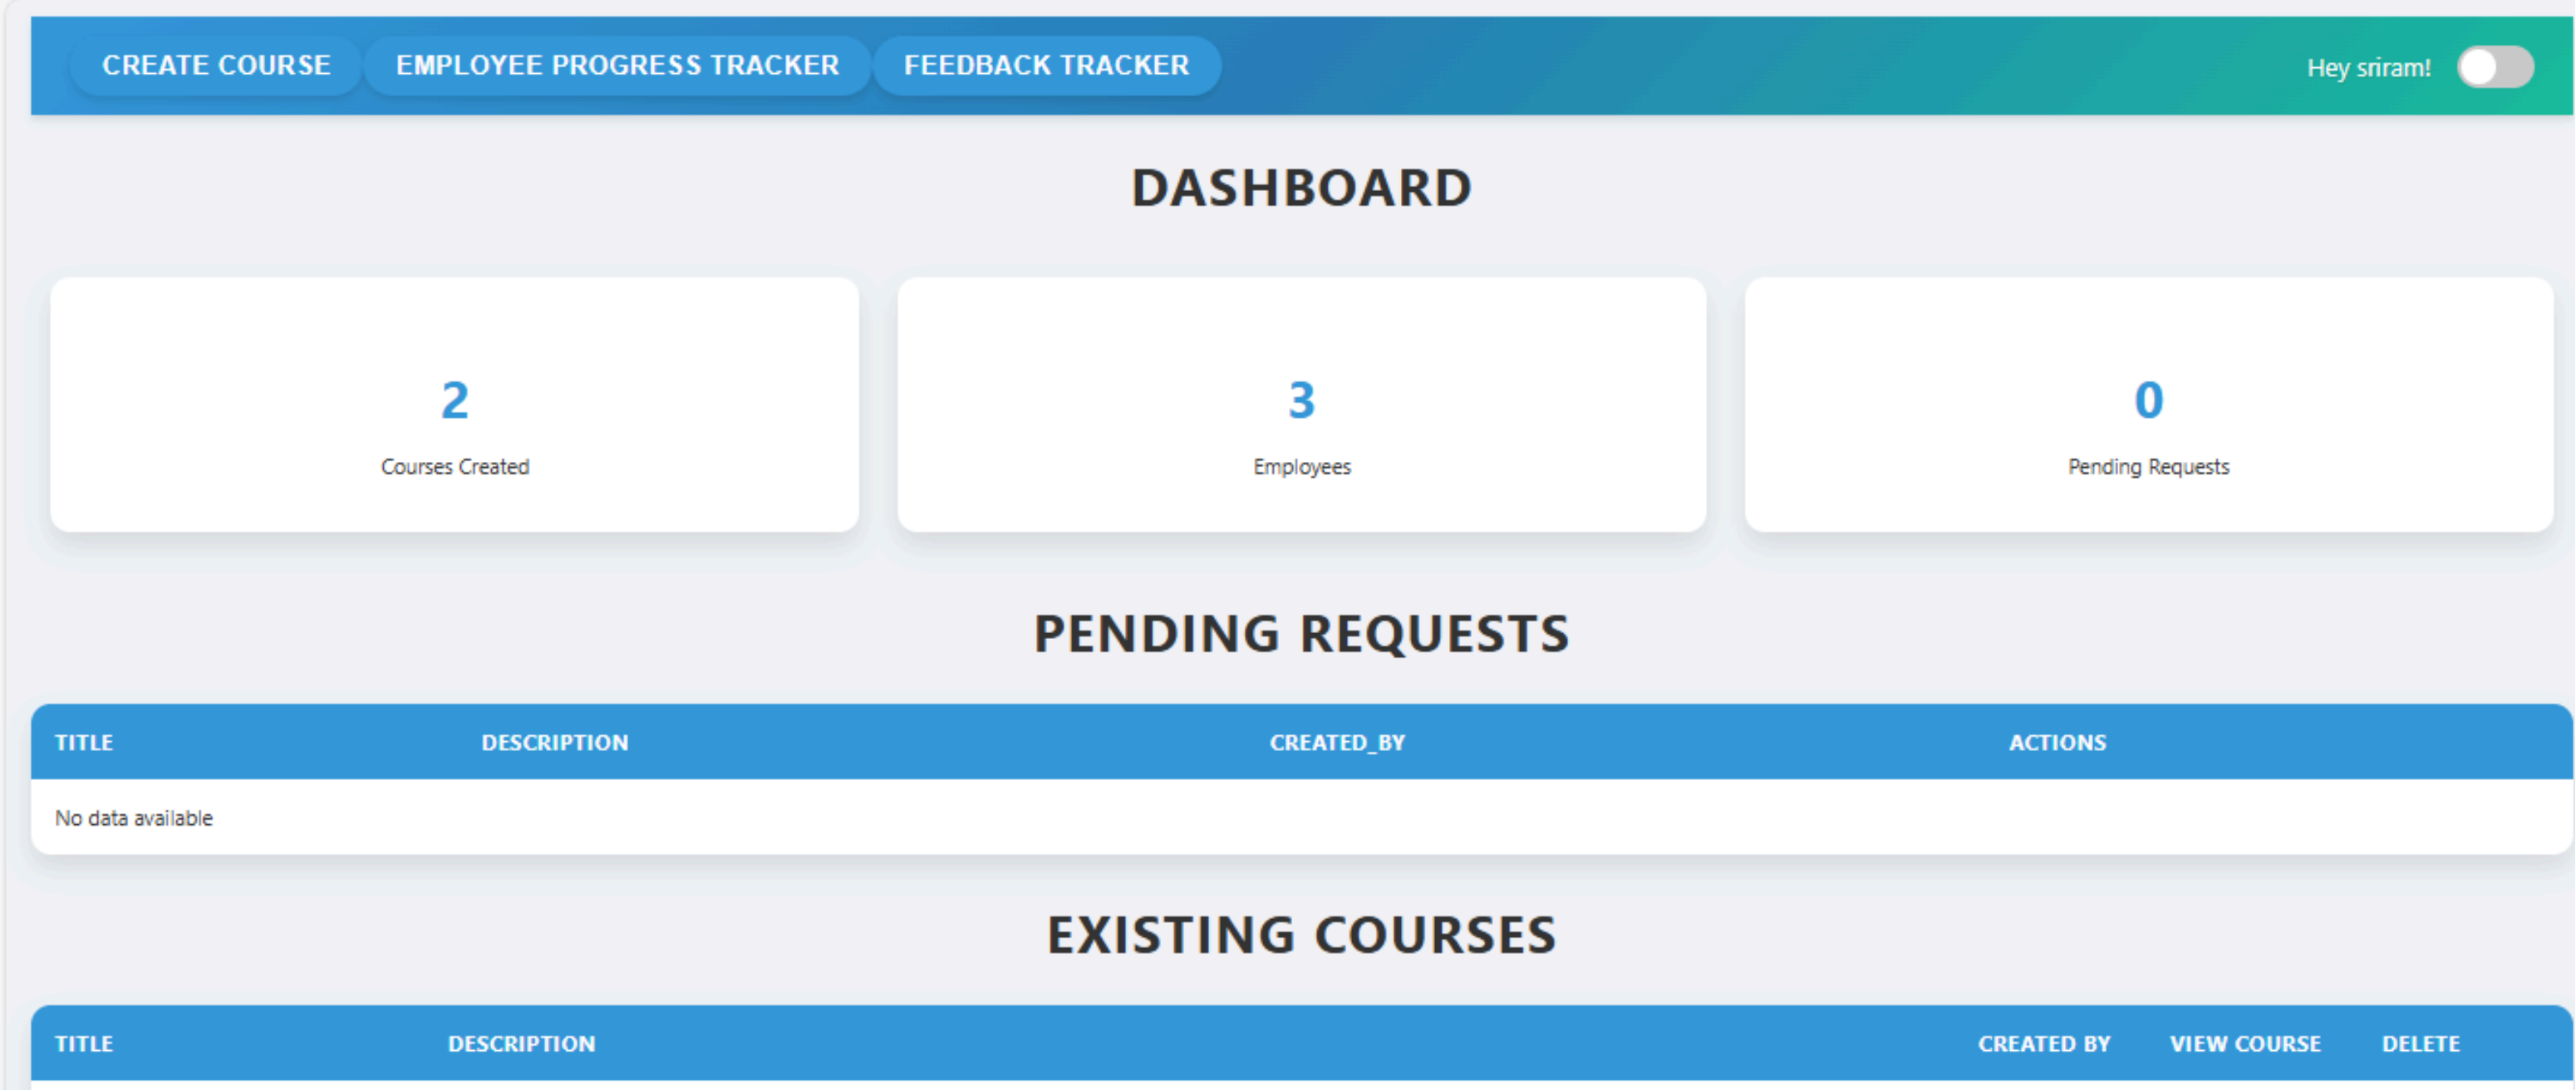 CREATE COURSE EMPLOYEE PROGRESS TRACKER FEEDBACK TRACKER Hey sriram!
DASHBOARD
2 3 0
Courses Created Employees Pending Requests
PENDING REQUESTS
TITLE DESCRIPTION CREATED_BY ACTIONS
No data available
EXISTING COURSES
TITLE DESCRIPTION CREATED BY VIEW COURSE DELETE